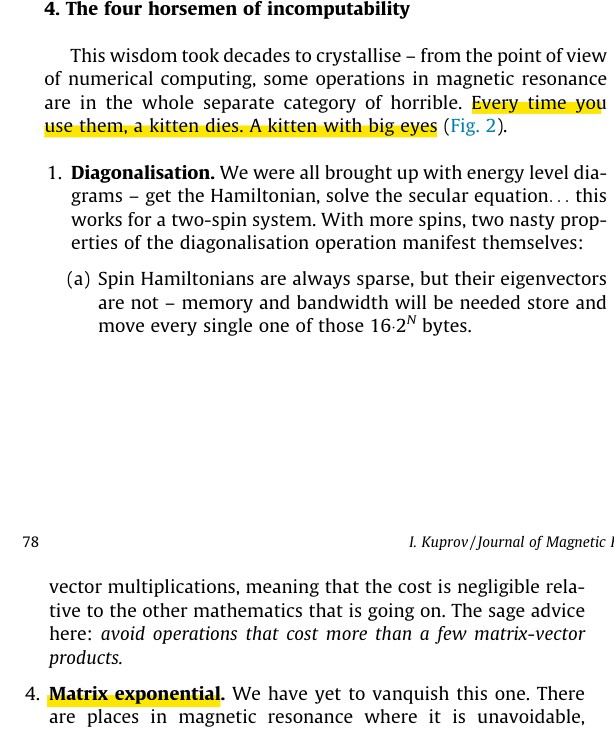 4. The four horsemen of incomputability
This wisdom took decades to crystallise – from the point of view
of numerical computing, some operations in magnetic resonance
are in the whole separate category of horrible. Every time you
use them, a kitten dies. A kitten with big eyes (Fig. 2).
1. Diagonalisation. We were all brought up with energy level dia-
grams – get the Hamiltonian, solve the secular equation... this
works for a two-spin system. With more spins, two nasty prop-
erties of the diagonalisation operation manifest themselves:
(a) Spin Hamiltonians are always sparse, but their eigenvectors
are not – memory and bandwidth will be needed store and
move every single one of those 16·2ᴺ bytes.
78
I. Kuprov / Journal of Magnetic
vector multiplications, meaning that the cost is negligible rela-
tive to the other mathematics that is going on. The sage advice
here: avoid operations that cost more than a few matrix-vector
products.
4. Matrix exponential. We have yet to vanquish this one. There
are places in magnetic resonance where it is unavoidable,